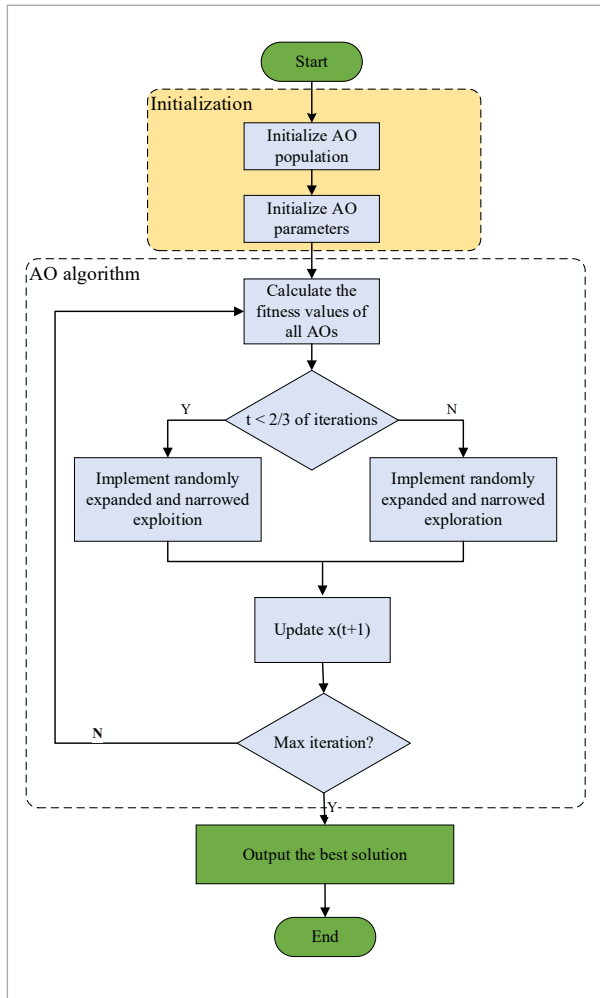 Start
Initialization
Initialize AO
population
Initialize AO
parameters
AO algorithm
Calculate the
fitness values of
all AOs
t < 2/3 of iterations
Y
N
Implement randomly
expanded and narrowed
exploition
Implement randomly
expanded and narrowed
exploration
Update x(t+1)
Max iteration?
N
Y
Output the best solution
End